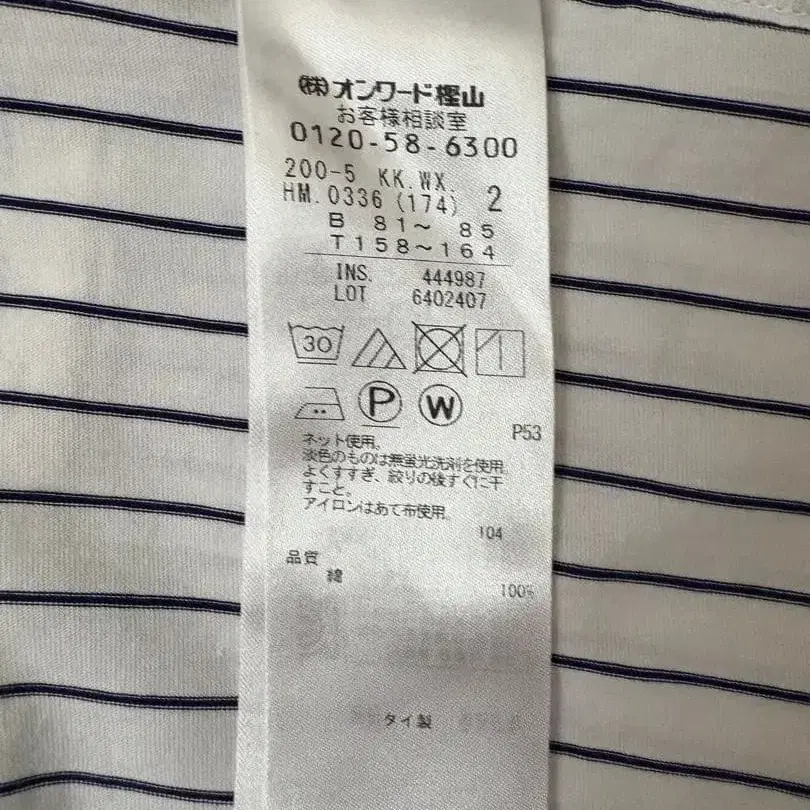 (株)オンワード樫山
お客様相談室
0120-58-6300
200-5 KK.WX.
HM.0336(174) 2
B 81〜 85
T158〜164
INS. 444987
LOT 6402407
30
P W
P53
ネット使用。
淡色のものは無蛍光洗剤を使用。
よくすすぎ、絞りの後すぐに干
すこと。
アイロンはあて布使用。
104
品質
綿
100%
タイ製